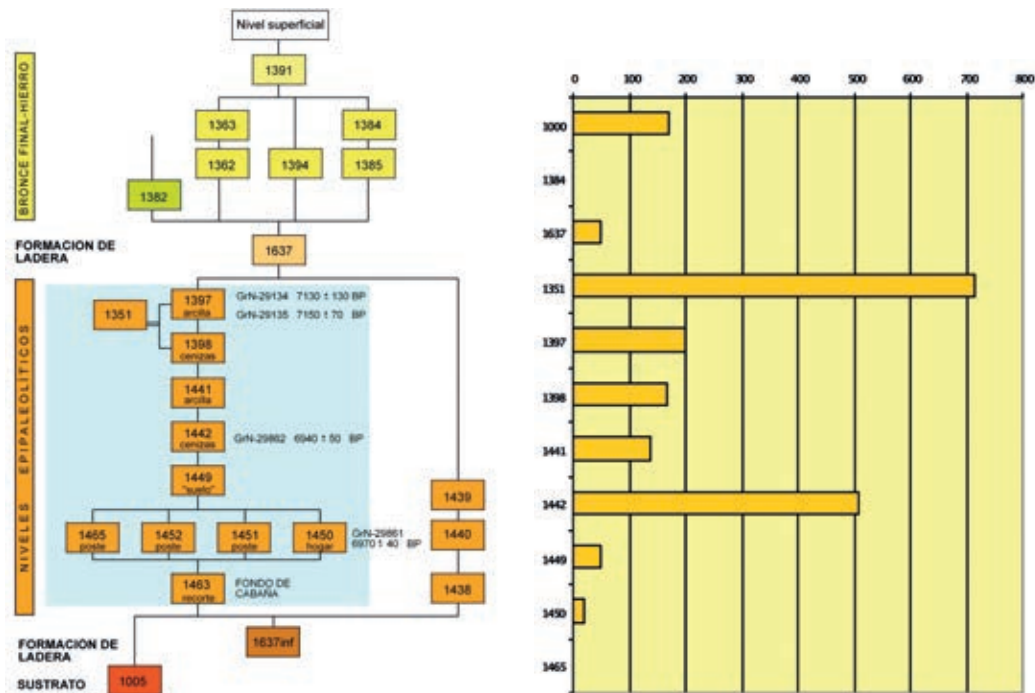 Nivel superficial
BRONCE FINAL-HIERRO
1391
1363
1384
1362
1394
1385
1382
FORMACION DE
LADERA
1637
NIVELES EPIPALEOLÍTICOS
1351
1397
arcilla
GrN-29134 7130 ± 130 BP
GrN-29135 7150 ± 70 BP
1398
cenizas
1441
arcilla
1442
cenizas
GrN-29862 6940 ± 50 BP
1449
"suelo"
1439
1465
poste
1452
poste
1451
poste
1450
hogar
GrN-29861
6970 ± 40 BP
1440
1463
recorte
FONDO DE
CABAÑA
1438
FORMACIÓN DE
LADERA
1637inf
SUSTRATO
1005
0 100 200 300 400 500 600 700 800
1000
1384
1637
1351
1397
1398
1441
1442
1449
1450
1465